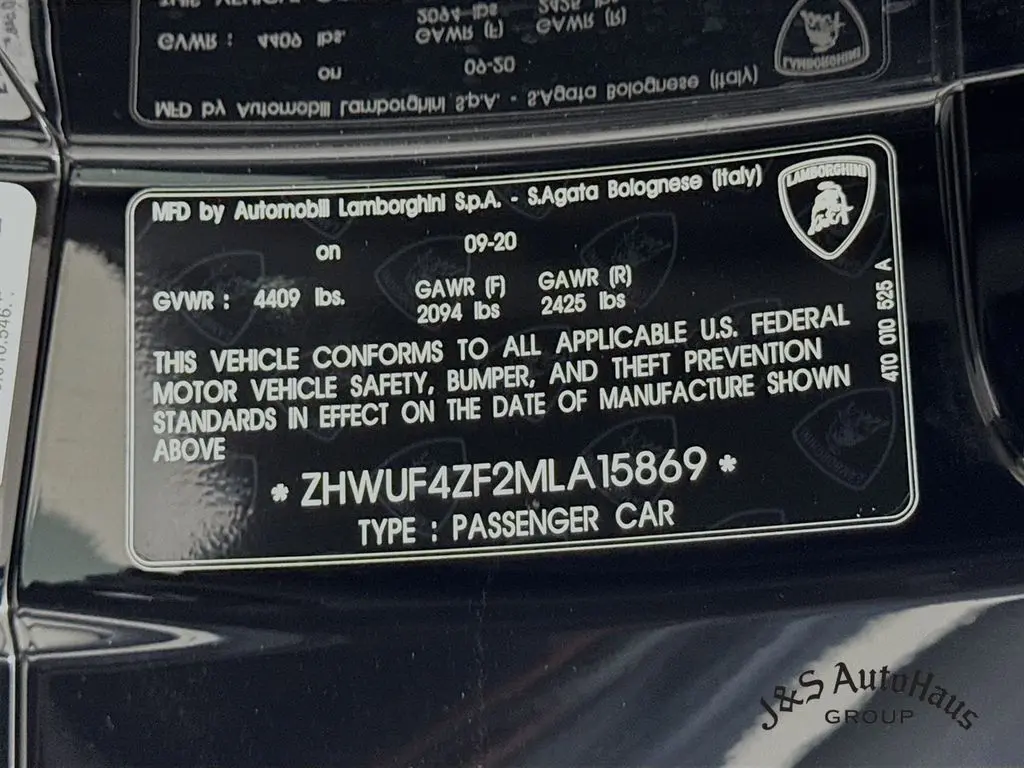 MFD by Automobili Lamborghini S.p.A. - S.Agata Bolognese (Italy)
LAMBORGHINI
on 09-20
GVWR : 4409 lbs. GAWR (F) GAWR (R)
2094 lbs 2425 lbs
THIS VEHICLE CONFORMS TO ALL APPLICABLE U.S. FEDERAL
MOTOR VEHICLE SAFETY, BUMPER, AND THEFT PREVENTION
STANDARDS IN EFFECT ON THE DATE OF MANUFACTURE SHOWN
ABOVE
* ZHWUF4ZF2MLA15869 *
TYPE : PASSENGER CAR
4T0 010 525 A
J&S AutoHaus
GROUP